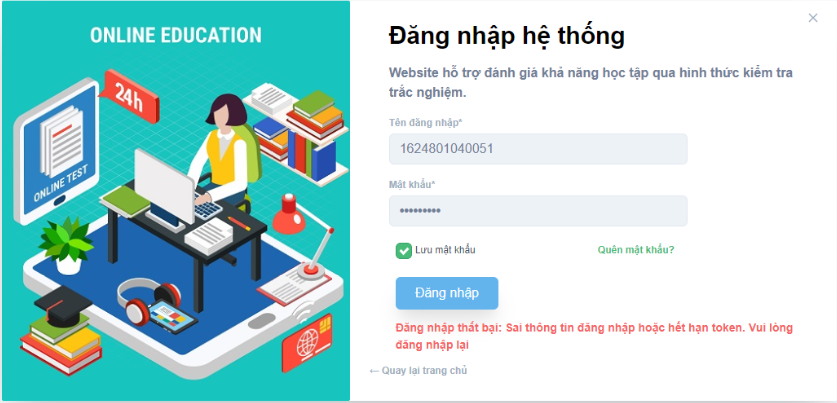 ONLINE EDUCATION
24h
ONLINE TEST
Đăng nhập hệ thống
Website hỗ trợ đánh giá khả năng học tập qua hình thức kiểm tra
trắc nghiệm.
Tên đăng nhập*
1624801040051
Mật khẩu*
•••••••••
Lưu mật khẩu
Quên mật khẩu?
Đăng nhập
Đăng nhập thất bại: Sai thông tin đăng nhập hoặc hết hạn token. Vui lòng
đăng nhập lại
← Quay lại trang chủ